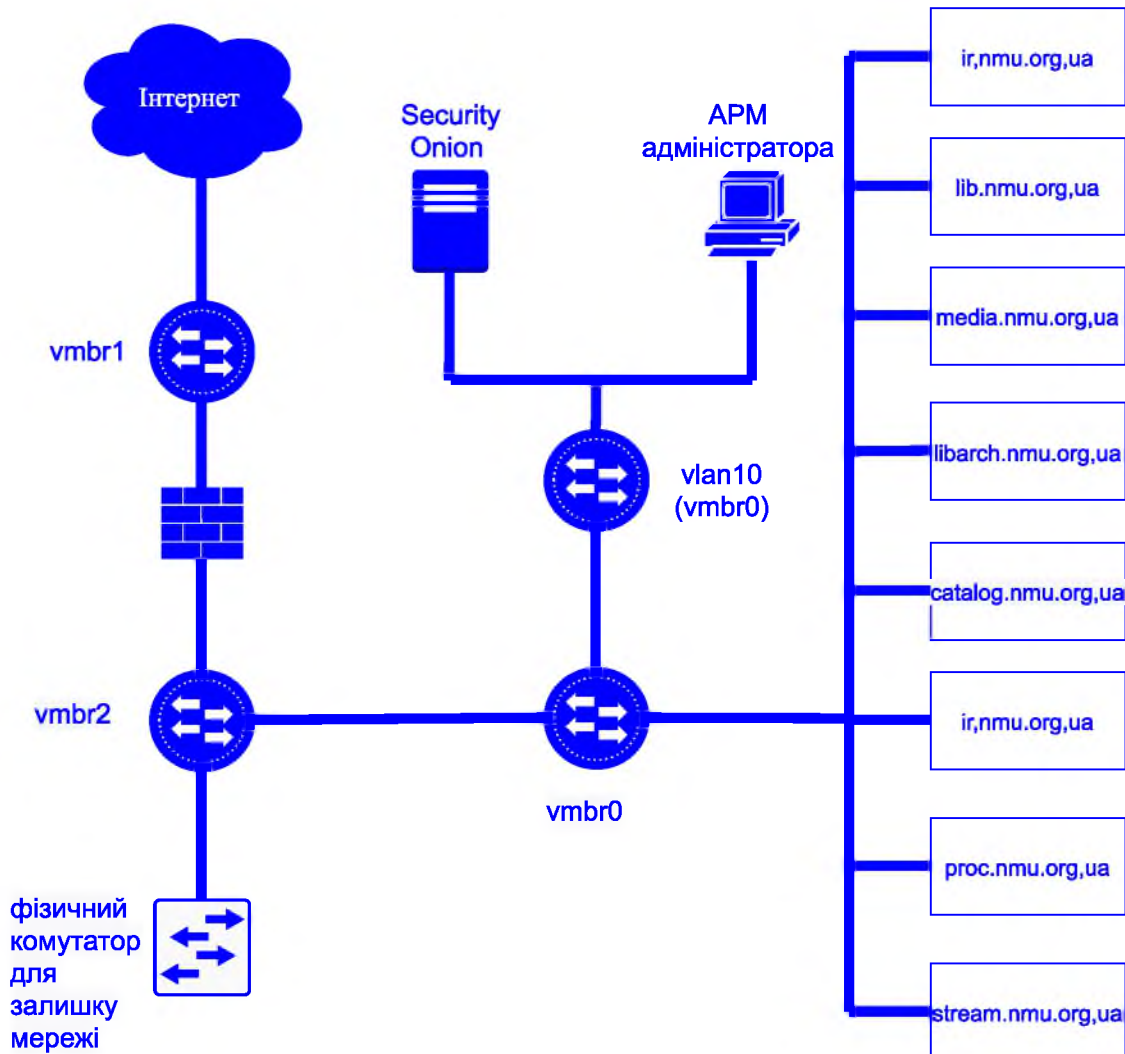 Інтернет
Security
Onion
АРМ
адміністратора
vmbr1
vlan10
(vmbr0)
vmbr2
vmbr0
фізичний
комутатор
для
залишку
мережі
ir,nmu.org,ua
lib.nmu.org,ua
media.nmu.org,ua
libarch.nmu.org,ua
catalog.nmu.org,ua
ir,nmu.org,ua
proc.nmu.org,ua
stream.nmu.org,ua